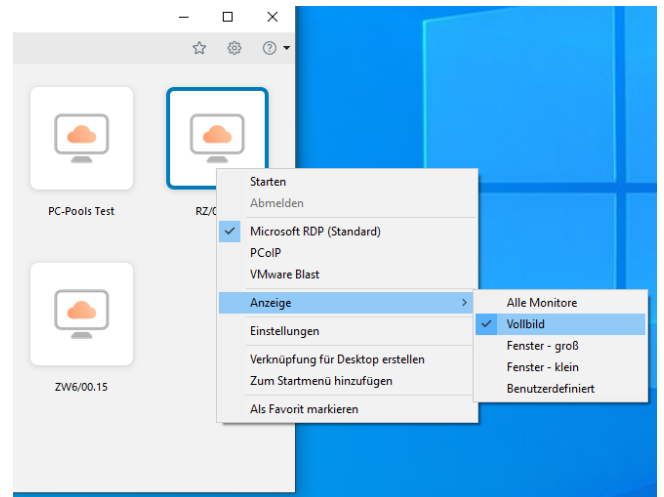 PC-Pools Test
RZ/0
ZW6/00.15
Starten
Abmelden
Microsoft RDP (Standard)
PCoIP
VMware Blast
Anzeige
Einstellungen
Verknüpfung für Desktop erstellen
Zum Startmenü hinzufügen
Als Favorit markieren
Alle Monitore
Vollbild
Fenster - groß
Fenster - klein
Benutzerdefiniert